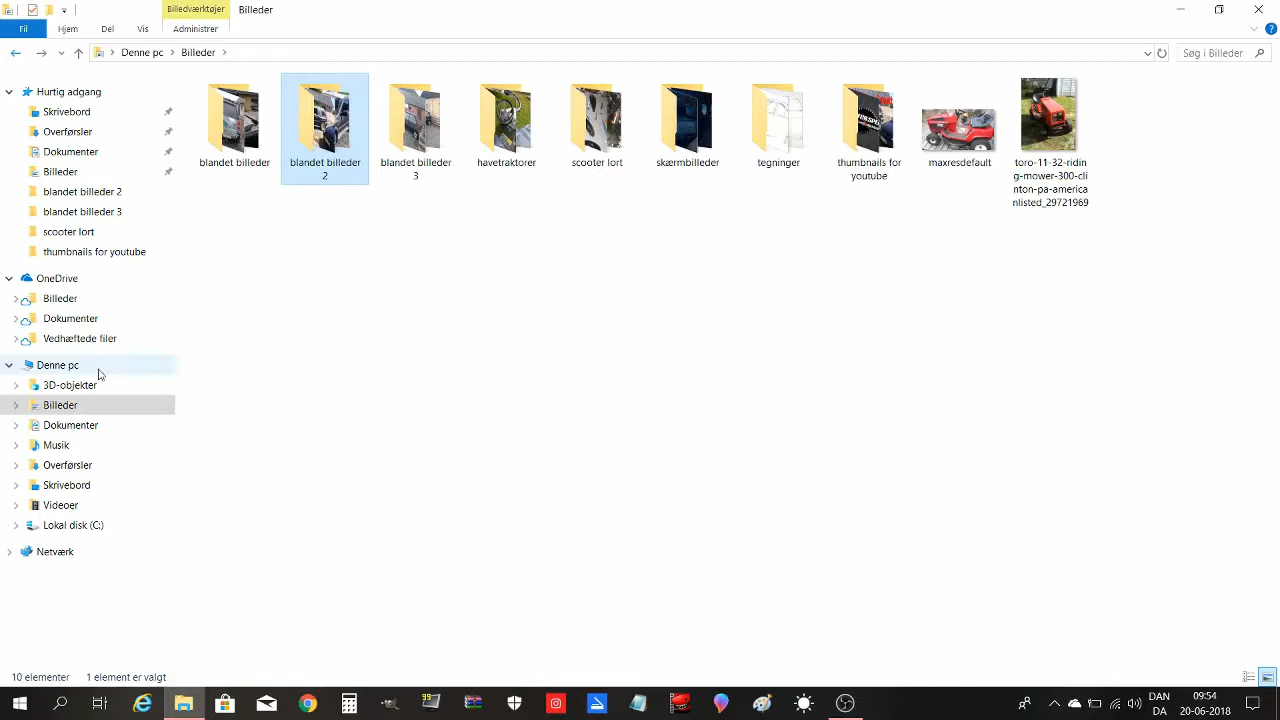 Billedværktøjer
Billeder
Fil
Hjem
Del
Vis
Administrer
Denne pc
Billeder
Søg i Billeder
Hurtig adgang
Skrivebord
Overførsler
Dokumenter
Billeder
blandet billeder 2
blandet billeder 3
scooter lort
thumbnails for youtube
OneDrive
Billeder
Dokumenter
Vedhæftede filer
Denne pc
3D-objekter
Billeder
Dokumenter
Musik
Overførsler
Skrivebord
Videoer
Lokal disk (C:)
Netværk
blandet billeder
blandet billeder
2
blandet billeder
3
havetraktorer
scooter lort
skærmbilleder
tegninger
thumbnails for
youtube
maxresdefault
toro-11-32-ridin
g-mower-300-cli
nton-pa-america
nlisted_29721969
10 elementer
1 element er valgt
99
DAN
DA
09:54
20-06-2018